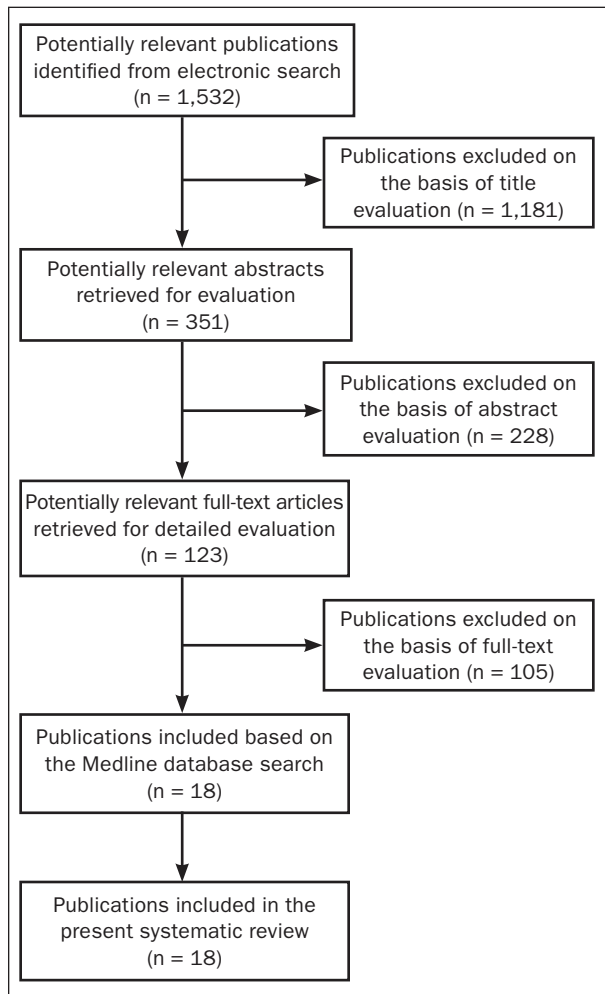 Potentially relevant publications
identified from electronic search
(n = 1,532)
Publications excluded on
the basis of title
evaluation (n = 1,181)
Potentially relevant abstracts
retrieved for evaluation
(n = 351)
Publications excluded on
the basis of abstract
evaluation (n = 228)
Potentially relevant full-text articles
retrieved for detailed evaluation
(n = 123)
Publications excluded on
the basis of full-text
evaluation (n = 105)
Publications included based on
the Medline database search
(n = 18)
Publications included in the
present systematic review
(n = 18)